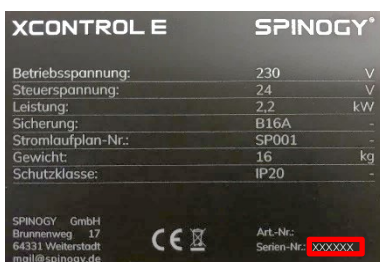 XCONTROL E SPINOGY®
Betriebsspannung: 230 V
Steuerspannung: 24 V
Leistung: 2,2 kW
Sicherung: B16A -
Stromlaufplan-Nr.: SP001 -
Gewicht: 16 kg
Schutzklasse: IP20 -
SPINOGY GmbH
Brunnenweg 17
64331 Weiterstadt
mail@spinogy.de
CE
Art.-Nr.:
Serien-Nr.: XXXXXX